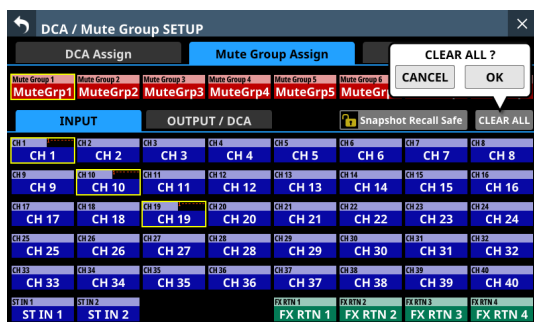 DCA / Mute Group SETUP
DCA Assign Mute Group Assign
CLEAR ALL ?
CANCEL OK
Mute Group 1 Mute Group 2 Mute Group 3 Mute Group 4 Mute Group 5 Mute Group 6
MuteGrp1 MuteGrp2 MuteGrp3 MuteGrp4 MuteGrp5 MuteGrp
INPUT OUTPUT / DCA Snapshot Recall Safe CLEAR ALL
CH 1 CH 2 CH 3 CH 4 CH 5 CH 6 CH 7 CH 8
CH 1 CH 2 CH 3 CH 4 CH 5 CH 6 CH 7 CH 8
CH 9 CH 10 CH 11 CH 12 CH 13 CH 14 CH 15 CH 16
CH 9 CH 10 CH 11 CH 12 CH 13 CH 14 CH 15 CH 16
CH 17 CH 18 CH 19 CH 20 CH 21 CH 22 CH 23 CH 24
CH 17 CH 18 CH 19 CH 20 CH 21 CH 22 CH 23 CH 24
CH 25 CH 26 CH 27 CH 28 CH 29 CH 30 CH 31 CH 32
CH 25 CH 26 CH 27 CH 28 CH 29 CH 30 CH 31 CH 32
CH 33 CH 34 CH 35 CH 36 CH 37 CH 38 CH 39 CH 40
CH 33 CH 34 CH 35 CH 36 CH 37 CH 38 CH 39 CH 40
ST IN 1 ST IN 2 FX RTN 1 FX RTN 2 FX RTN 3 FX RTN 4
ST IN 1 ST IN 2 FX RTN 1 FX RTN 2 FX RTN 3 FX RTN 4